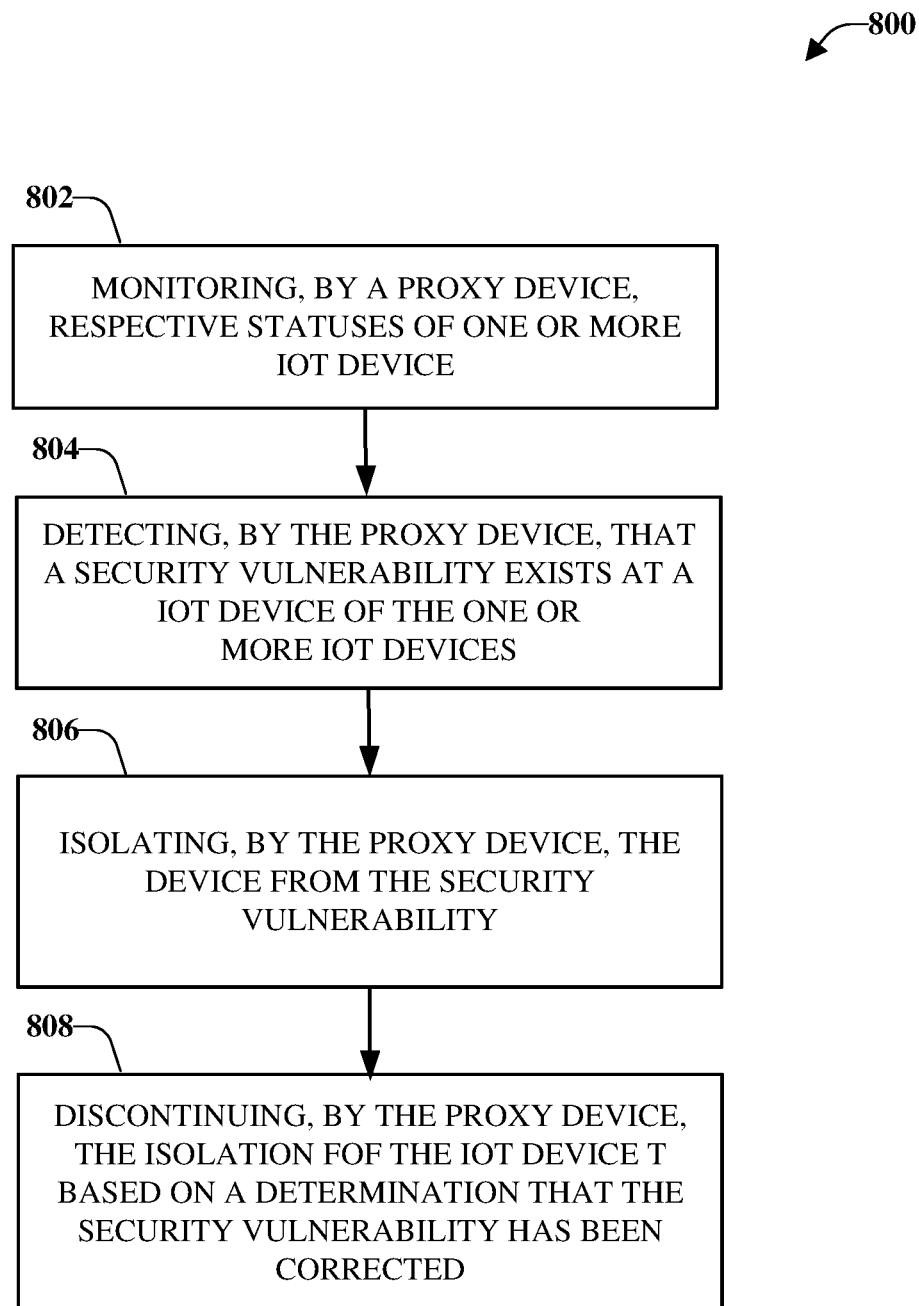 800
802
MONITORING, BY A PROXY DEVICE,
RESPECTIVE STATUSES OF ONE OR MORE
IOT DEVICE
804
DETECTING, BY THE PROXY DEVICE, THAT
A SECURITY VULNERABILITY EXISTS AT A
IOT DEVICE OF THE ONE OR
MORE IOT DEVICES
806
ISOLATING, BY THE PROXY DEVICE, THE
DEVICE FROM THE SECURITY
VULNERABILITY
808
DISCONTINUING, BY THE PROXY DEVICE,
THE ISOLATION FOF THE IOT DEVICE T
BASED ON A DETERMINATION THAT THE
SECURITY VULNERABILITY HAS BEEN
CORRECTED